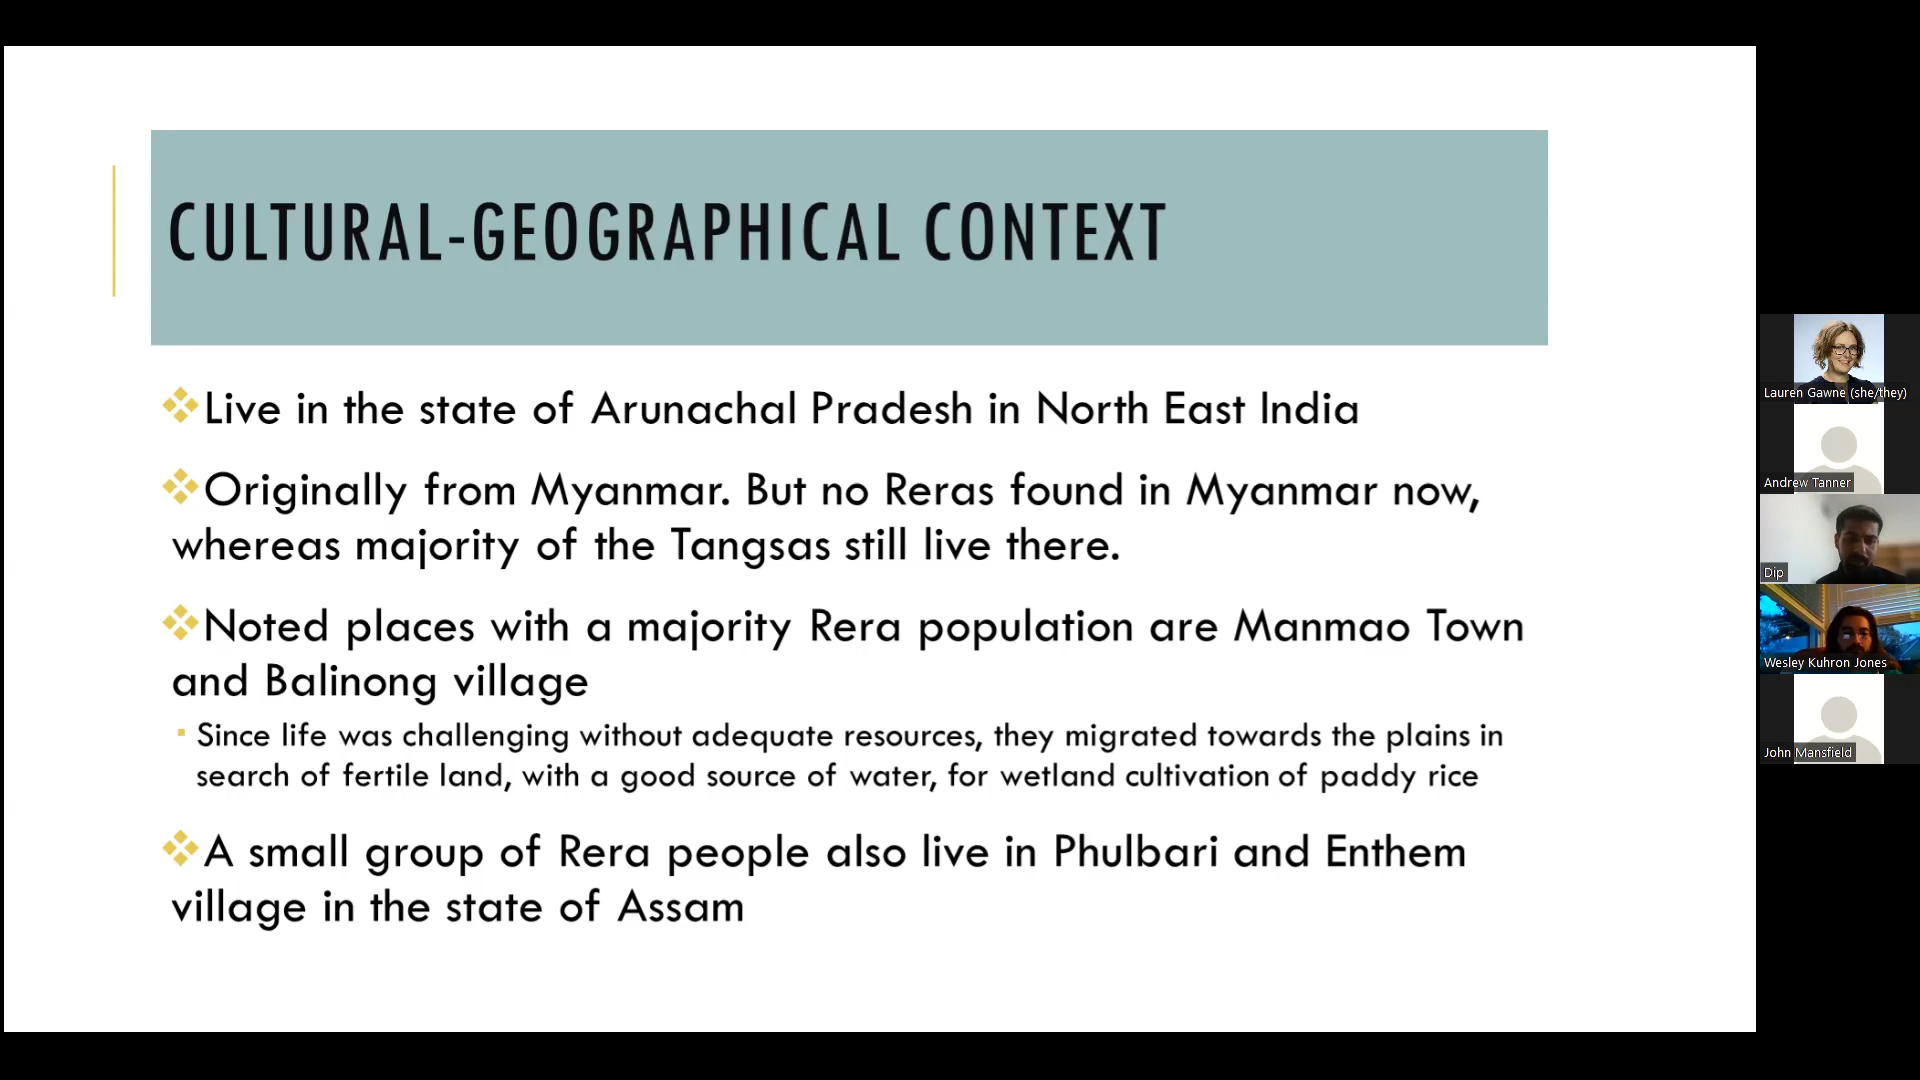 CULTURAL-GEOGRAPHICAL CONTEXT
Live in the state of Arunachal Pradesh in North East India
Originally from Myanmar. But no Reras found in Myanmar now,
whereas majority of the Tangsas still live there.
Noted places with a majority Rera population are Manmao Town
and Balinong village
Since life was challenging without adequate resources, they migrated towards the plains in
search of fertile land, with a good source of water, for wetland cultivation of paddy rice
A small group of Rera people also live in Phulbari and Enthem
village in the state of Assam
Lauren Gawne (she/they)
Andrew Tanner
Dip
Wesley Kuhron Jones
John Mansfield